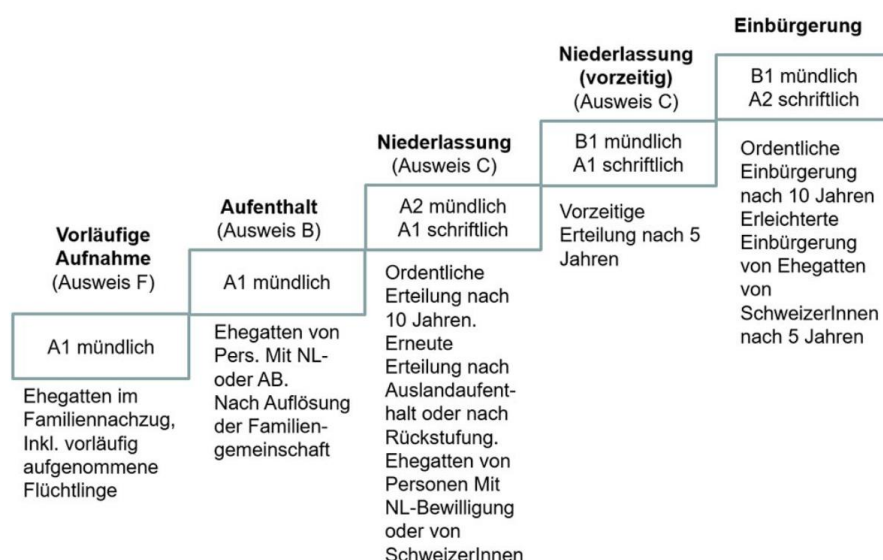 Vorläufige
Aufnahme
(Ausweis F)
A1 mündlich
Ehegatten im
Familiennachzug,
Inkl. vorläufig
aufgenommene
Flüchtlinge
Aufenthalt
(Ausweis B)
A1 mündlich
Ehegatten von
Pers. Mit NL-
oder AB.
Nach Auflösung
der Familien-
gemeinschaft
Niederlassung
(Ausweis C)
A2 mündlich
A1 schriftlich
Ordentliche
Erteilung nach
10 Jahren.
Erneute
Erteilung nach
Auslandaufent-
halt oder nach
Rückstufung.
Ehegatten von
Personen Mit
NL-Bewilligung
oder von
SchweizerInnen
Niederlassung
(vorzeitig)
(Ausweis C)
B1 mündlich
A1 schriftlich
Vorzeitige
Erteilung nach 5
Jahren
Einbürgerung
B1 mündlich
A2 schriftlich
Ordentliche
Einbürgerung
nach 10 Jahren
Erleichterte
Einbürgerung
von Ehegatten
von
SchweizerInnen
nach 5 Jahren